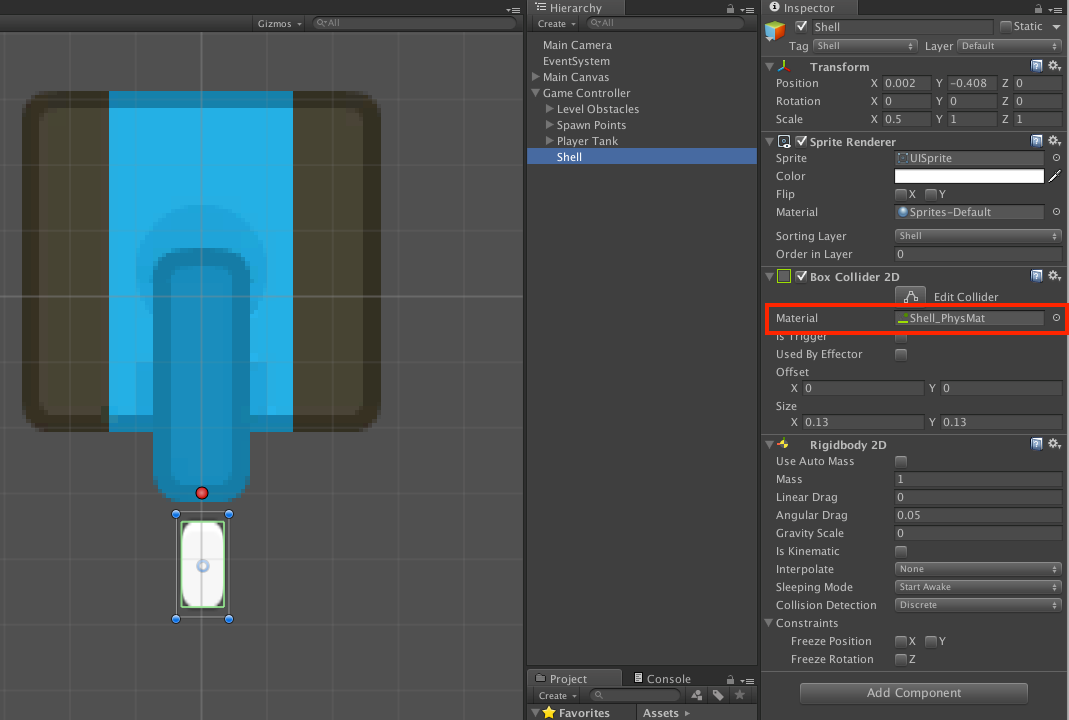 Gizmos
All
Hierarchy
Create
All
Main Camera
EventSystem
Main Canvas
Game Controller
Level Obstacles
Spawn Points
Player Tank
Shell
Project
Console
Create
Favorites
Assets
Inspector
Shell
Static
Tag Shell Layer Default
Transform
Position X 0.002 Y -0.408 Z 0
Rotation X 0 Y 0 Z 0
Scale X 0.5 Y 1 Z 1
Sprite Renderer
Sprite UISprite
Color
Flip X Y
Material Sprites-Default
Sorting Layer Shell
Order in Layer 0
Box Collider 2D
Edit Collider
Material Shell_PhysMat
Is Trigger
Used By Effector
Offset
X 0 Y 0
Size
X 0.13 Y 0.13
Rigidbody 2D
Use Auto Mass
Mass 1
Linear Drag 0
Angular Drag 0.05
Gravity Scale 0
Is Kinematic
Interpolate None
Sleeping Mode Start Awake
Collision Detection Discrete
Constraints
Freeze Position X Y
Freeze Rotation Z
Add Component